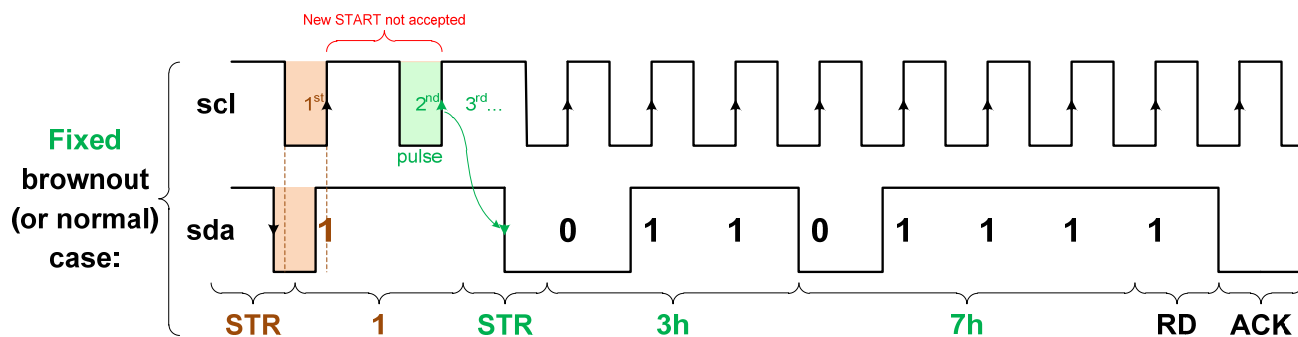 New START not accepted
scl
1st
2nd
3rd...
pulse
Fixed
brownout
(or normal)
case:
sda
1 0 1 1 0 1 1 1 1
STR 1 STR 3h 7h RD ACK